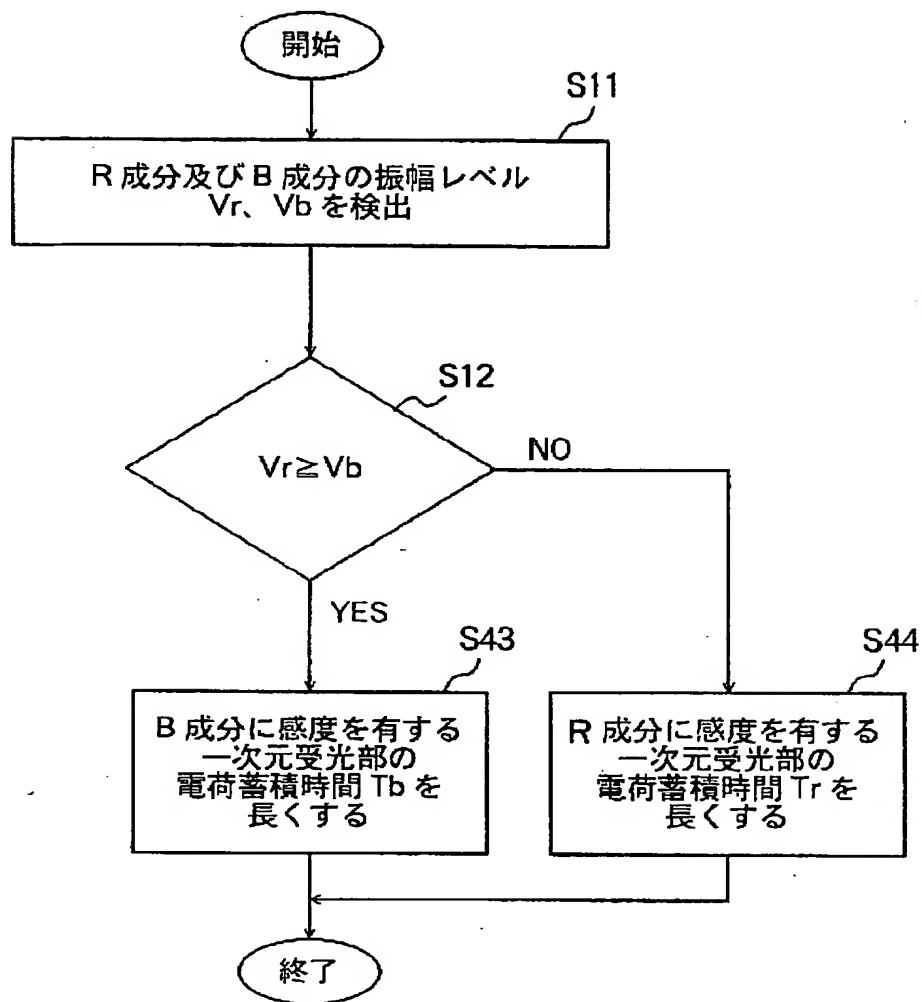 開始
S11
R 成分及び B 成分の振幅レベル
Vr、Vb を検出
S12
Vr≧Vb
NO
YES
S43
B 成分に感度を有する
一次元受光部の
電荷蓄積時間 Tb を
長くする
S44
R 成分に感度を有する
一次元受光部の
電荷蓄積時間 Tr を
長くする
終了